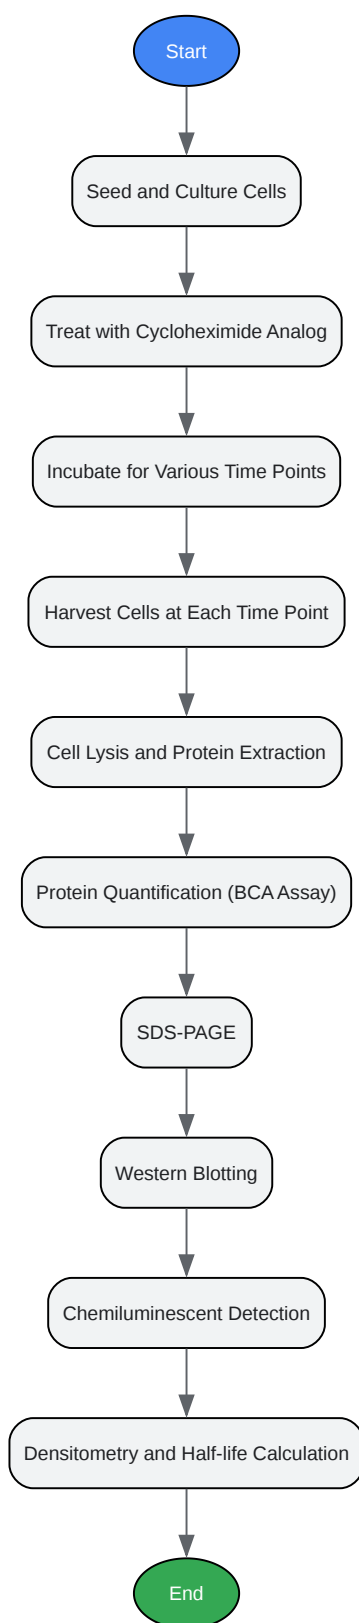 Start
Seed and Culture Cells
Treat with Cycloheximide Analog
Incubate for Various Time Points
Harvest Cells at Each Time Point
Cell Lysis and Protein Extraction
Protein Quantification (BCA Assay)
SDS-PAGE
Western Blotting
Chemiluminescent Detection
Densitometry and Half-life Calculation
End